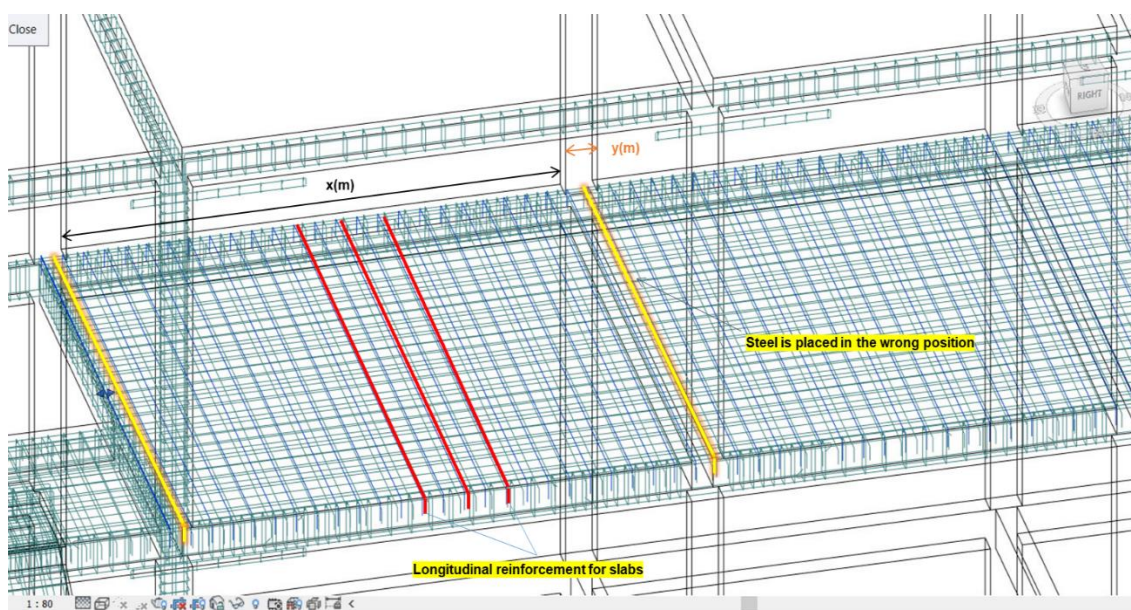 Close
RIGHT
y(m)
x(m)
Steel is placed in the wrong position
Longitudinal reinforcement for slabs
1 : 80